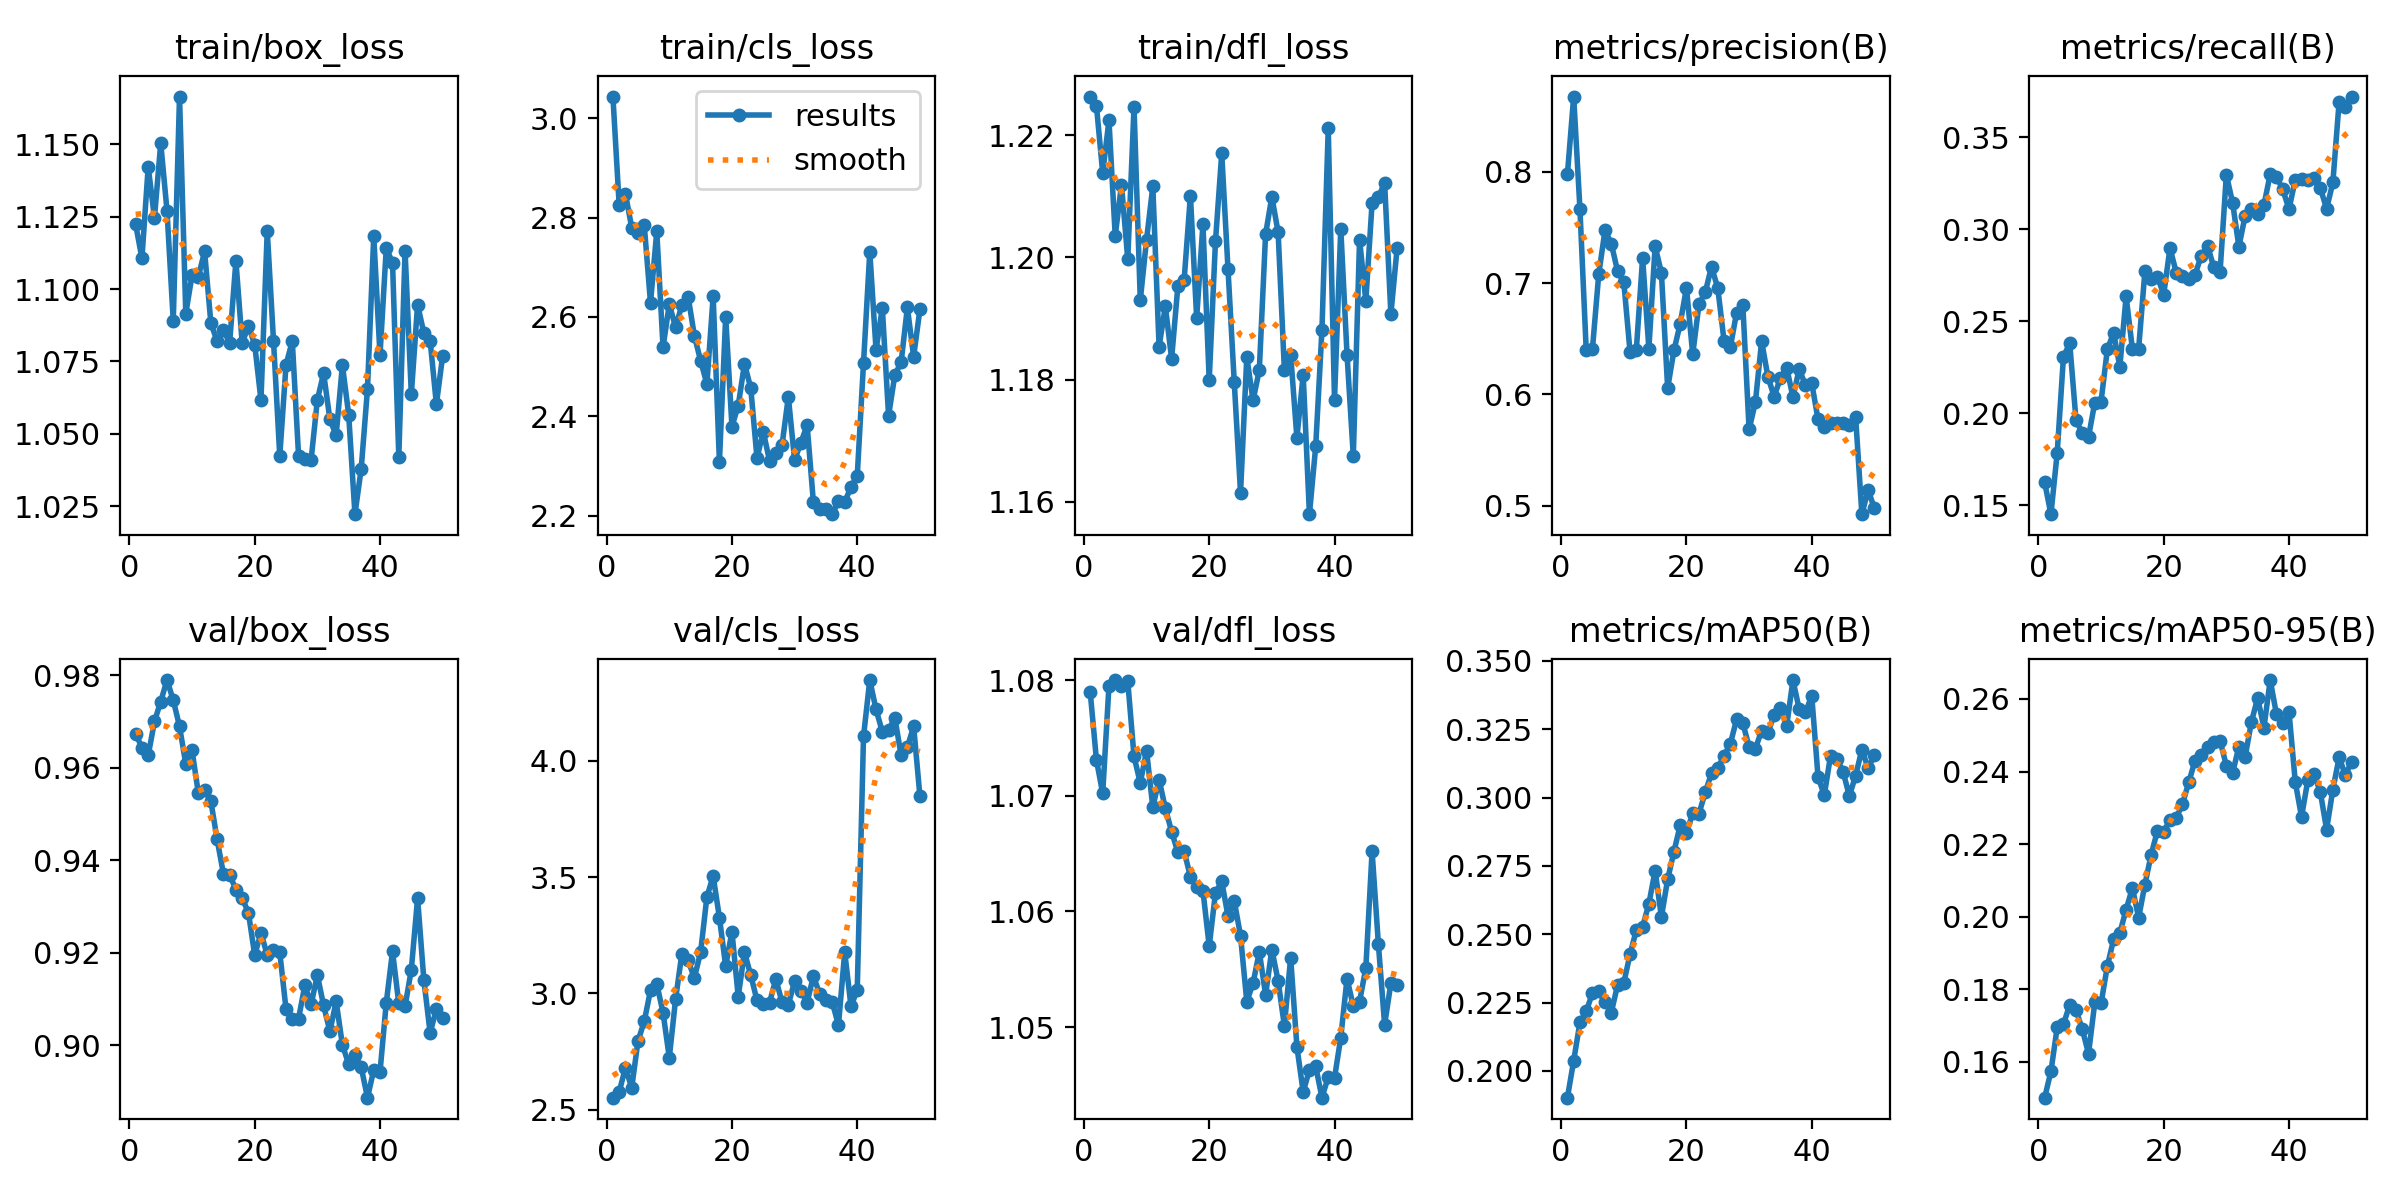 train/box_loss
1.150
1.125
1.100
1.075
1.050
1.025
0 20 40
train/cls_loss
results
smooth
3.0
2.8
2.6
2.4
2.2
0 20 40
train/dfl_loss
1.22
1.20
1.18
1.16
0 20 40
metrics/precision(B)
0.8
0.7
0.6
0.5
0 20 40
metrics/recall(B)
0.35
0.30
0.25
0.20
0.15
0 20 40
val/box_loss
0.98
0.96
0.94
0.92
0.90
0 20 40
val/cls_loss
4.0
3.5
3.0
2.5
0 20 40
val/dfl_loss
1.08
1.07
1.06
1.05
0 20 40
metrics/mAP50(B)
0.350
0.325
0.300
0.275
0.250
0.225
0.200
0 20 40
metrics/mAP50-95(B)
0.26
0.24
0.22
0.20
0.18
0.16
0 20 40